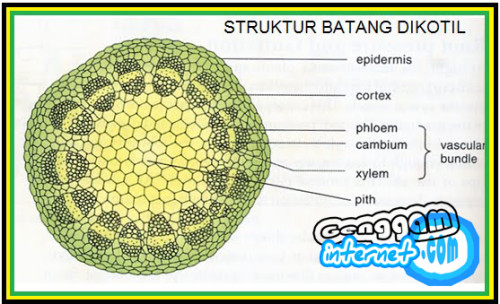 STRUKTUR BATANG DIKOTIL
epidermis
cortex
phloem
cambium
vascular
bundle
xylem
pith
Genggam
internet.com